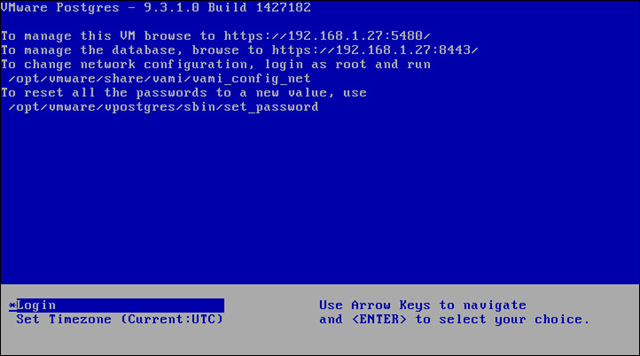 VMware Postgres - 9.3.1.0 Build 1427182
To manage this VM browse to https://192.168.1.27:5480/
To manage the database, browse to https://192.168.1.27:8443/
To change network configuration, login as root and run
/opt/vmware/share/vami/vami_config_net
To reset all the passwords to a new value, use
/opt/vmware/vpostgres/sbin/set_password
*Login
Set Timezone (Current:UTC)
Use Arrow Keys to navigate
and <ENTER> to select your choice.